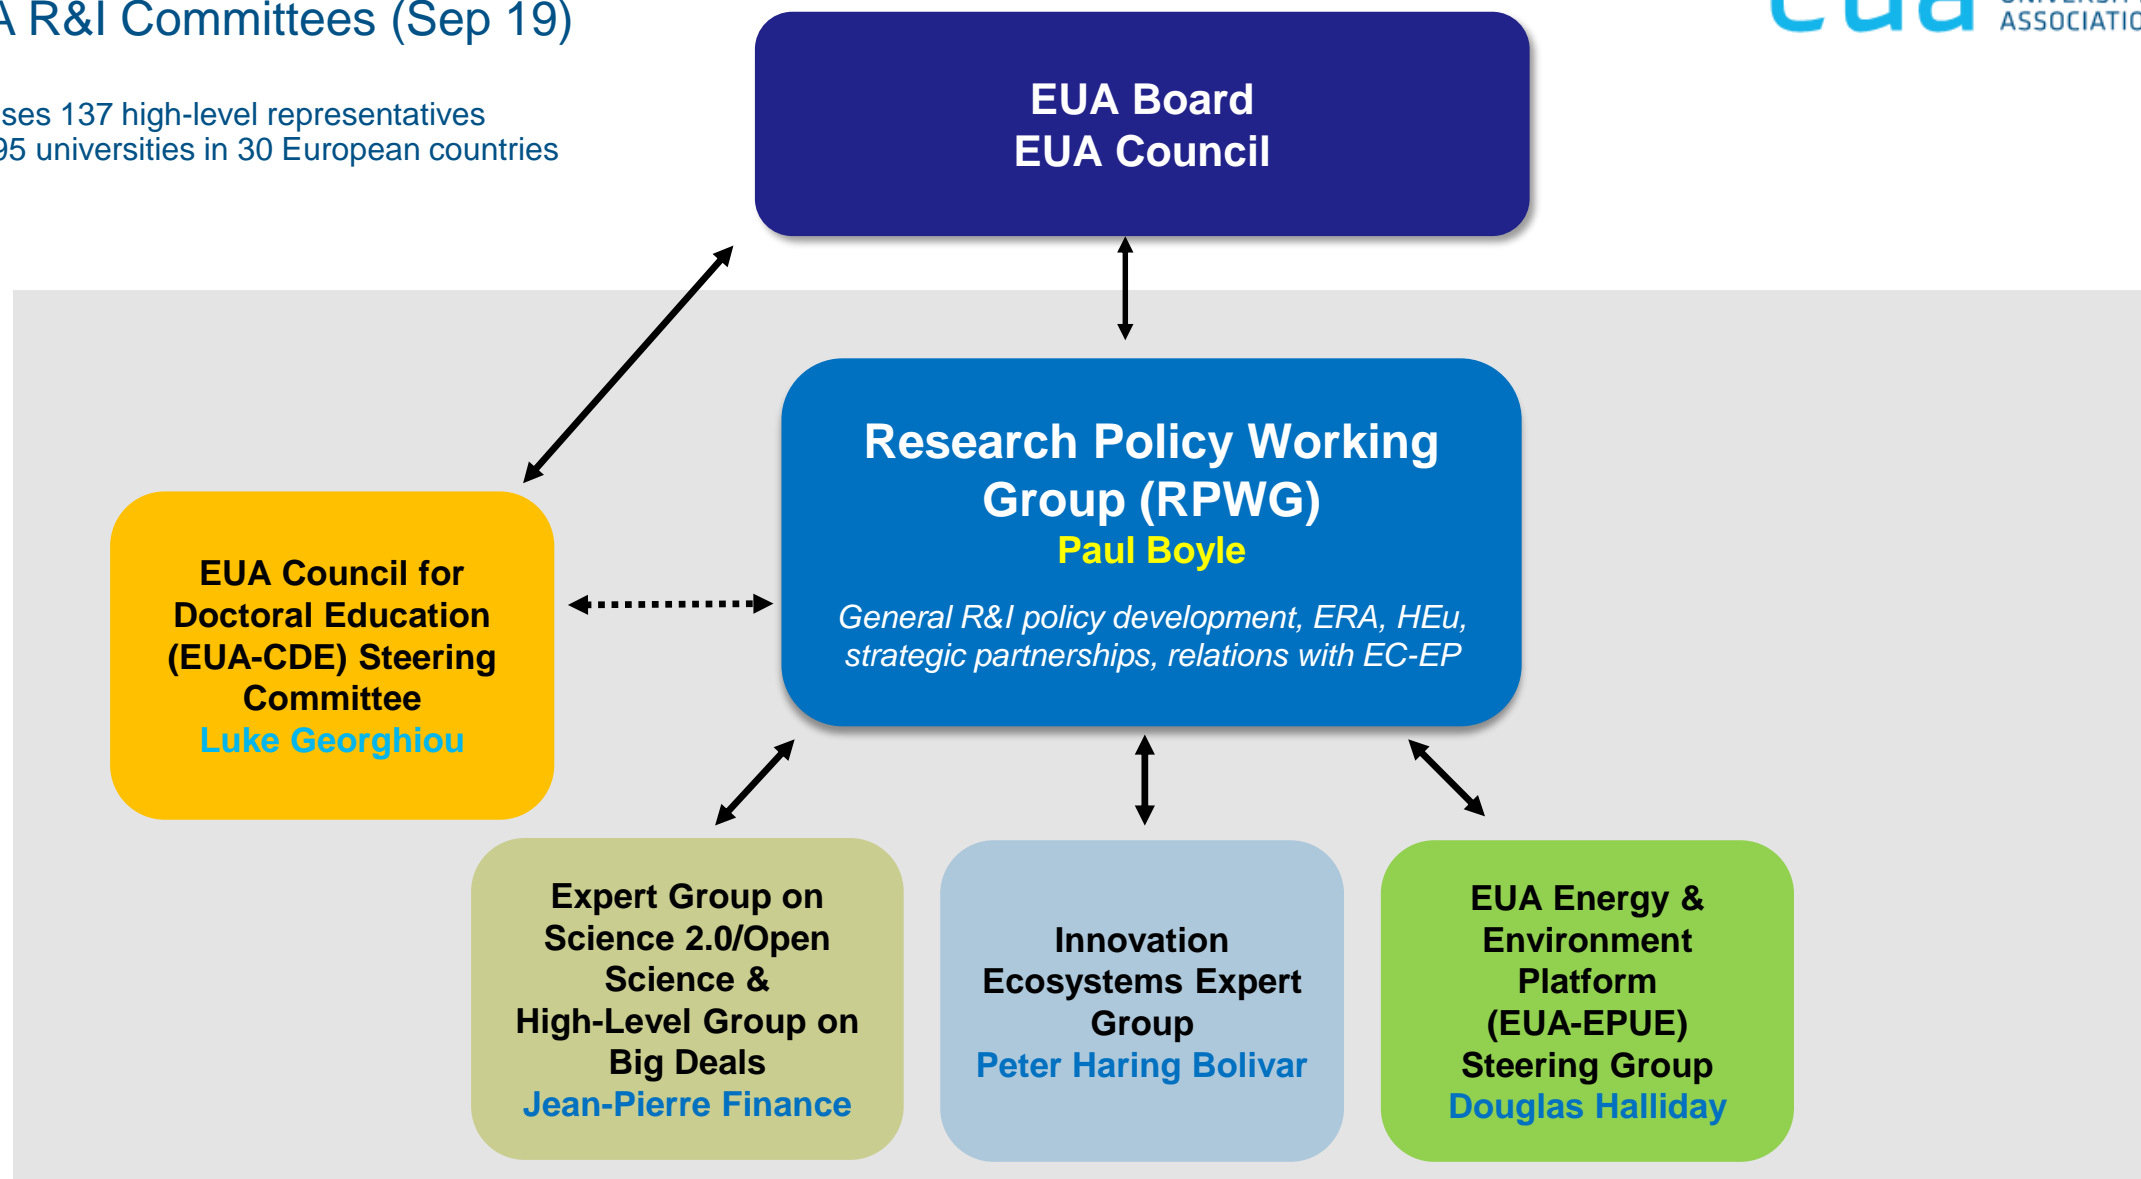 R&I Committees (Sep 19)
137 high-level representatives
95 universities in 30 European countries
eua
ASSOCIATIO
EUA Board
EUA Council
Research Policy Working
Group (RPWG)
Paul Boyle
General R&I policy development, ERA, HEu,
strategic partnerships, relations with EC-EP
EUA Council for
Doctoral Education
(EUA-CDE) Steering
Committee
Luke Georghiou
Expert Group on
Science 2.0/Open
Science &
High-Level Group on
Big Deals
Jean-Pierre Finance
Innovation
Ecosystems Expert
Group
Peter Haring Bolivar
EUA Energy &
Environment
Platform
(EUA-EPUE)
Steering Group
Douglas Halliday